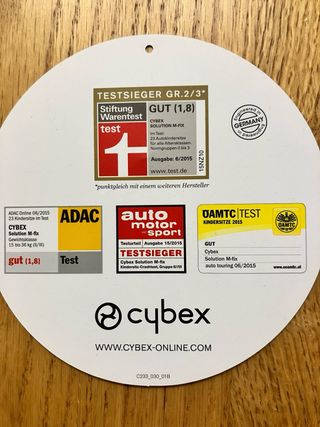 TESTSIEGER GR.2/3*
Stiftung
Warentest
test
GUT (1,8)
CYBEX
SOLUTION M-FIX
Im Test:
23 Autokindersitze
für alle Altersklassen
Normgruppen 0 bis 3
Ausgabe: 6/2015
www.test.de
15NZ10
GERMANY
*punktgleich mit einem weiteren Hersteller
ADAC Online 06/2015
23 Kindersitze im Test
CYBEX
Solution M-fix
Gewichtsklasse
15 bis 36 kg (II/III)
gut (1,8)
ADAC
Test
auto
motor
sport
Testurteil Ausgabe 15/2015
TESTSIEGER
Cybex Solution M-fix
ÖAMTC TEST
KINDERSITZE 2015
ÖAMTC
GUT
Cybex
Solution M-fix
auto touring 06/2015
www.oeamtc.at
cybex
WWW.CYBEX-ONLINE.COM
C233_030_01B